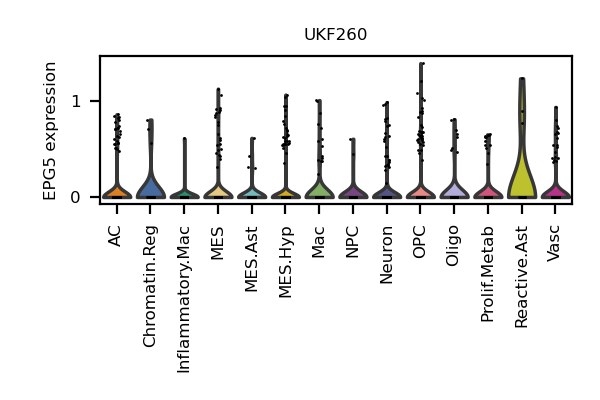 UKF260
EPG5 expression
1
0
AC
Chromatin.Reg
Inflammatory.Mac
MES
MES.Ast
MES.Hyp
Mac
NPC
Neuron
OPC
Oligo
Prolif.Metab
Reactive.Ast
Vasc